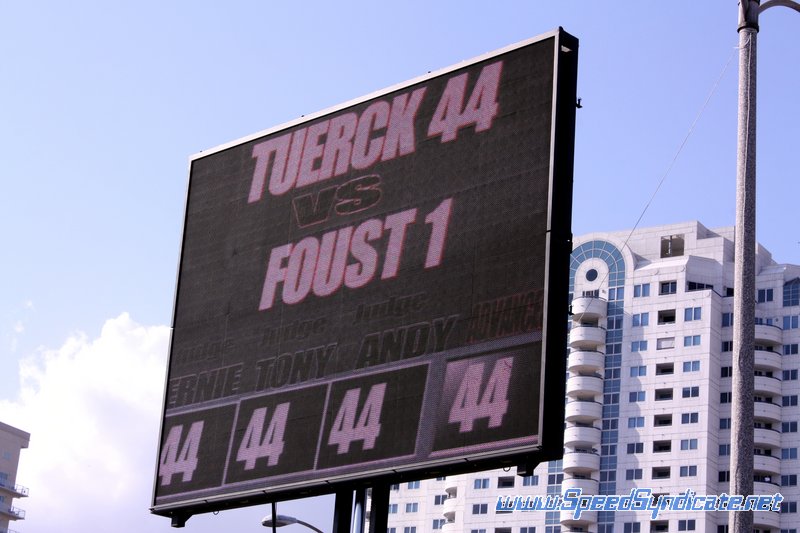 TUERCK 44
VS
FOUST 1
Judge Judge Judge
ERNIE TONY ANDY ADVANCE
44 44 44 44
www.SpeedSyndicate.net